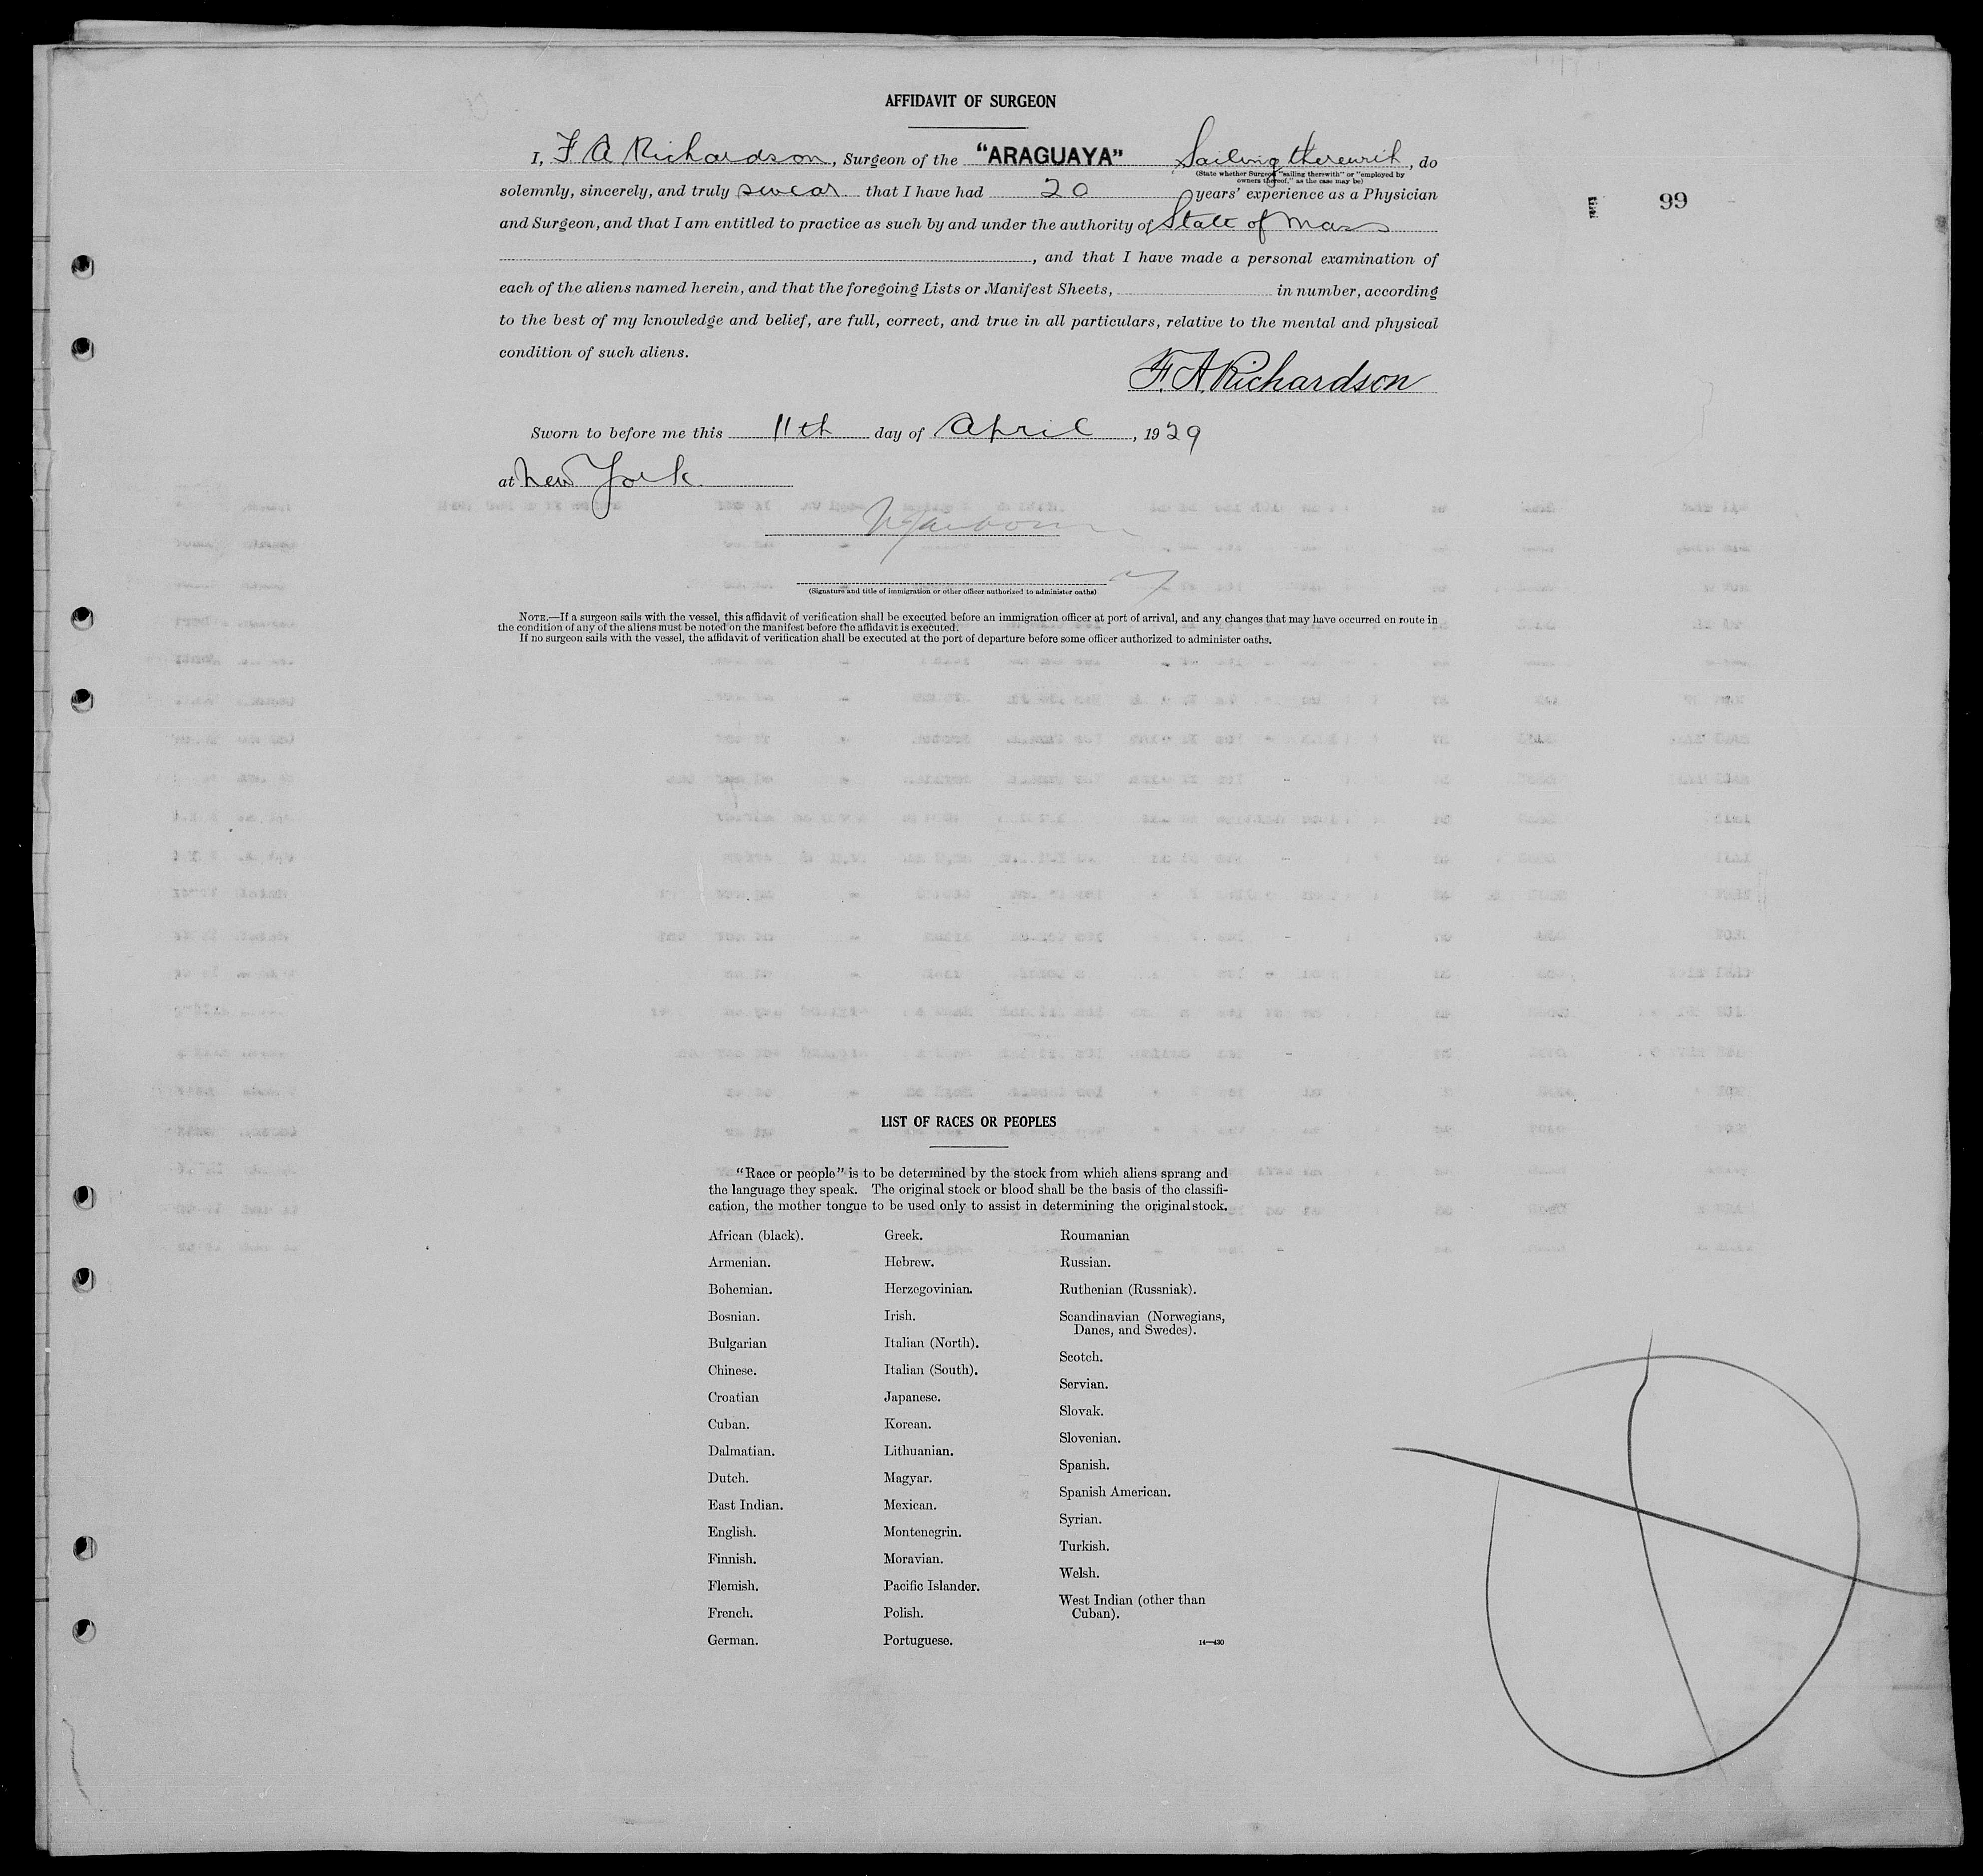 AFFIDAVIT OF SURGEON
I, F A Richardson, Surgeon of the "ARAGUAYA" Sailing therewith, do
(State whether Surgeon "sailing therewith" or "employed by
owners thereof," as the case may be)
solemnly, sincerely, and truly swear that I have had 20 years' experience as a Physician
99
and Surgeon, and that I am entitled to practice as such by and under the authority of State of Mass
, and that I have made a personal examination of
each of the aliens named herein, and that the foregoing Lists or Manifest Sheets, in number, according
to the best of my knowledge and belief, are full, correct, and true in all particulars, relative to the mental and physical
condition of such aliens.
F. A. Richardson
Sworn to before me this 11th day of April, 1929
at New York
(Signature and title of immigration or other officer authorized to administer oaths)
NOTE.—If a surgeon sails with the vessel, this affidavit of verification shall be executed before an immigration officer at port of arrival, and any changes that may have occurred en route in
the condition of any of the aliens must be noted on the manifest before the affidavit is executed.
If no surgeon sails with the vessel, the affidavit of verification shall be executed at the port of departure before some officer authorized to administer oaths.
LIST OF RACES OR PEOPLES
"Race or people" is to be determined by the stock from which aliens sprang and
the language they speak. The original stock or blood shall be the basis of the classifi-
cation, the mother tongue to be used only to assist in determining the original stock.
African (black).
Armenian.
Bohemian.
Bosnian.
Bulgarian
Chinese.
Croatian
Cuban.
Dalmatian.
Dutch.
East Indian.
English.
Finnish.
Flemish.
French.
German.
Greek.
Hebrew.
Herzegovinian.
Irish.
Italian (North).
Italian (South).
Japanese.
Korean.
Lithuanian.
Magyar.
Mexican.
Montenegrin.
Moravian.
Pacific Islander.
Polish.
Portuguese.
Roumanian
Russian.
Ruthenian (Russniak).
Scandinavian (Norwegians,
Danes, and Swedes).
Scotch.
Servian.
Slovak.
Slovenian.
Spanish.
Spanish American.
Syrian.
Turkish.
Welsh.
West Indian (other than
Cuban).
14—430